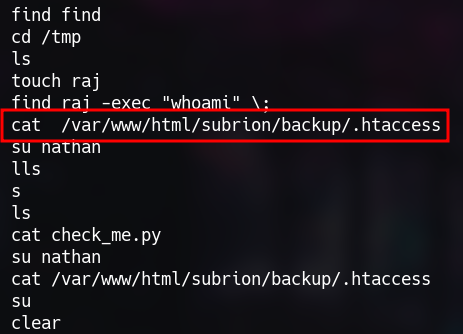 find find
cd /tmp
ls
touch raj
find raj -exec "whoami" \;
cat  /var/www/html/subrion/backup/.htaccess
su nathan
lls
s
ls
cat check_me.py
su nathan
cat /var/www/html/subrion/backup/.htaccess
su
clear